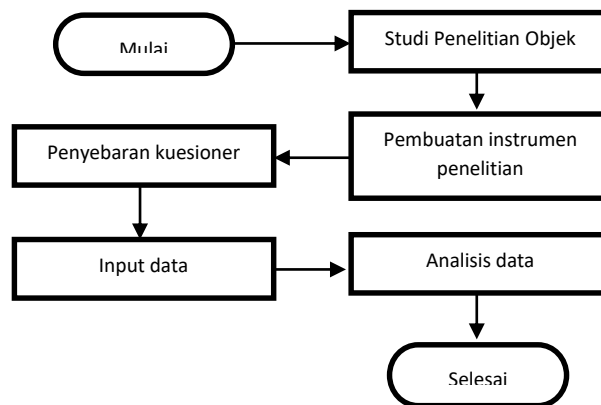 Mulai
Studi Penelitian Objek
Pembuatan instrumen
penelitian
Penyebaran kuesioner
Input data
Analisis data
Selesai